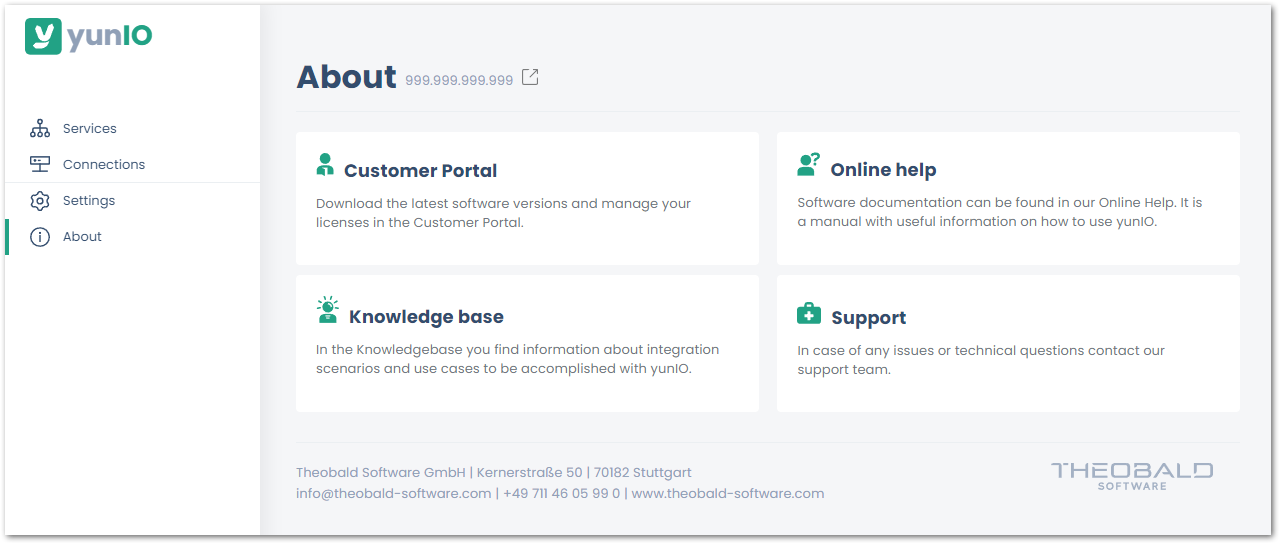 yunIO
Services
Connections
Settings
About
About 999.999.999.999
Customer Portal
Download the latest software versions and manage your
licenses in the Customer Portal.
Online help
Software documentation can be found in our Online Help. It is
a manual with useful information on how to use yunIO.
Knowledge base
In the Knowledgebase you find information about integration
scenarios and use cases to be accomplished with yunIO.
Support
In case of any issues or technical questions contact our
support team.
Theobald Software GmbH | Kernerstraße 50 | 70182 Stuttgart
info@theobald-software.com | +49 711 46 05 99 0 | www.theobald-software.com
THEOBALD
SOFTWARE